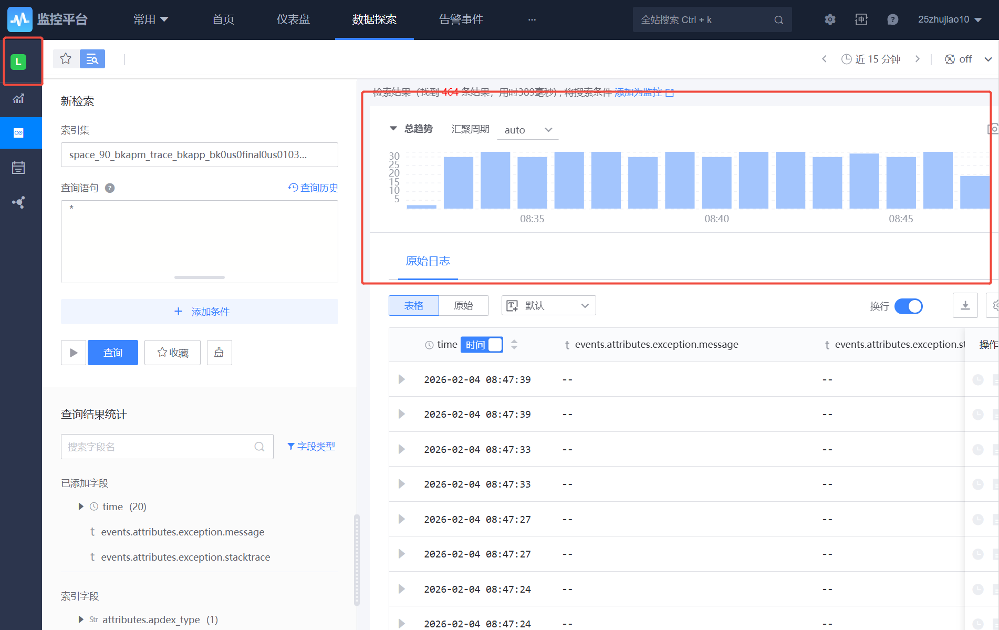 监控平台
常用
首页
仪表盘
数据探索
告警事件
...
全站搜索 Ctrl + k
中
?
25zhujiao10
L
近 15 分钟
off
新检索
索引集
space_90_bkapm_trace_bkapp_bk0us0final0us0103...
查询语句 ?
查询历史
*
+ 添加条件
查询
收藏
查询结果统计
搜索字段名
字段类型
已添加字段
time (20)
t events.attributes.exception.message
t events.attributes.exception.stacktrace
索引字段
Str attributes.apdex_type (1)
检索结果（找到 464 条结果，用时389毫秒），将搜索条件 添加为监控
总趋势
汇聚周期
auto
30
25
20
15
10
5
08:35
08:40
08:45
原始日志
表格
原始
默认
换行
time 时间
t events.attributes.exception.message
t events.attributes.exception.st
操作
2026-02-04 08:47:39 -- --
2026-02-04 08:47:39 -- --
2026-02-04 08:47:33 -- --
2026-02-04 08:47:33 -- --
2026-02-04 08:47:27 -- --
2026-02-04 08:47:27 -- --
2026-02-04 08:47:24 -- --
2026-02-04 08:47:24 -- --